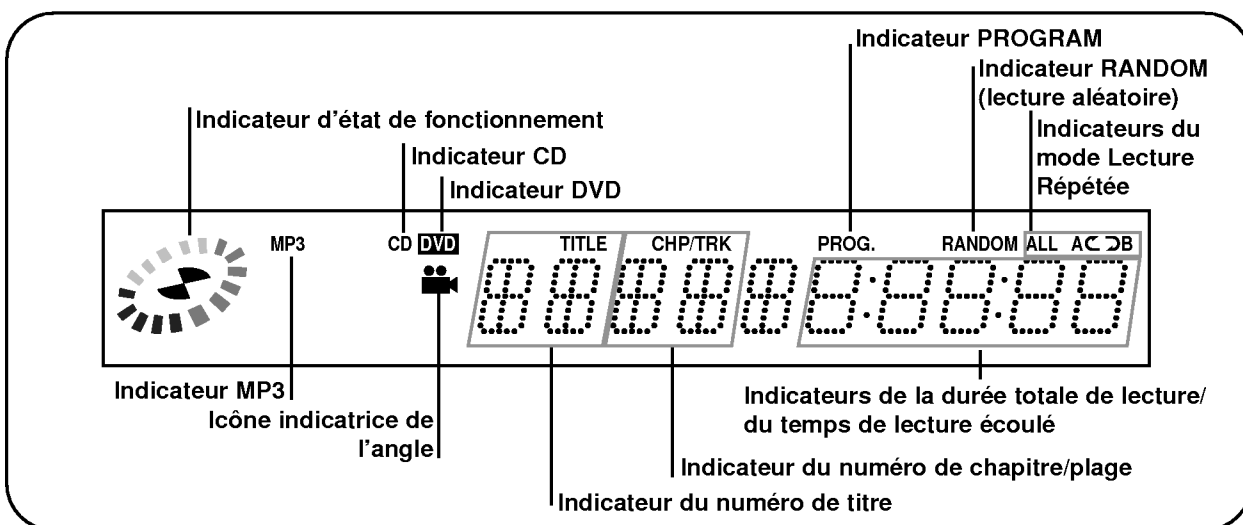 Indicateur PROGRAM
Indicateur RANDOM
(lecture aléatoire)
Indicateurs du
mode Lecture
Répétée
Indicateur d'état de fonctionnement
Indicateur CD
Indicateur DVD
MP3 CD DVD TITLE CHP/TRK PROG. RANDOM ALL A B
Indicateur MP3
Icône indicatrice de
l'angle
Indicateurs de la durée totale de lecture/
du temps de lecture écoulé
Indicateur du numéro de chapitre/plage
Indicateur du numéro de titre